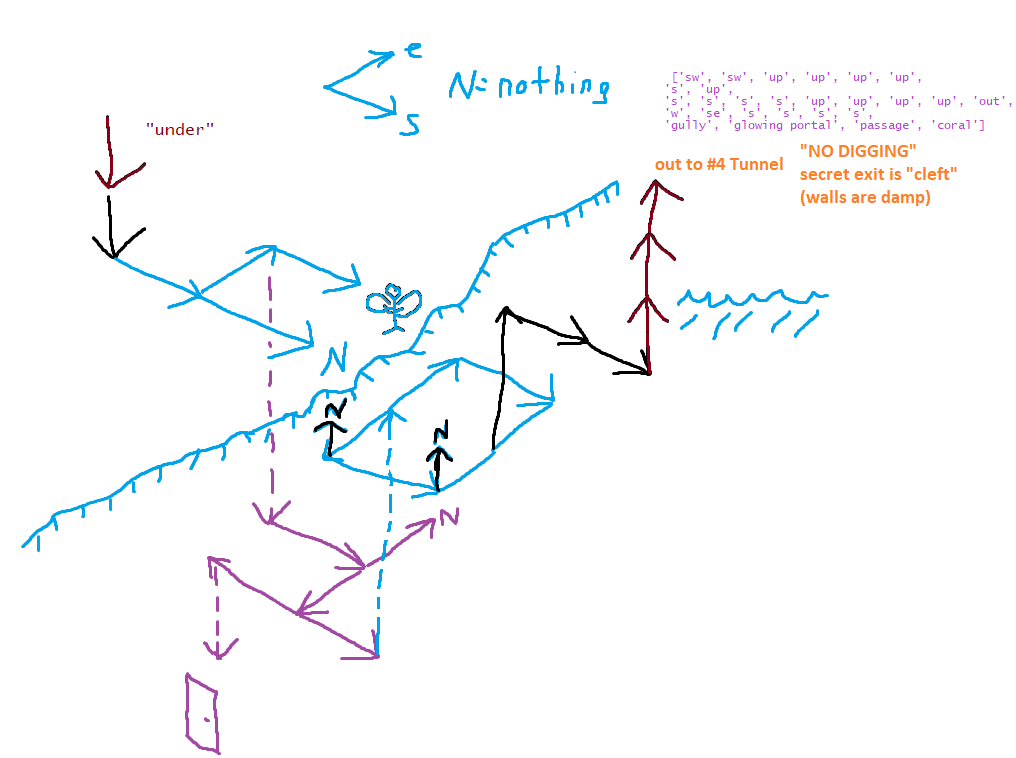 e
N=nothing
s
['sw', 'sw', 'up', 'up', 'up', 'up',
's', 'up',
's', 's', 's', 's', 'up', 'up', 'up', 'up', 'out',
'w', 'se', 's', 's', 's', 's',
'gully', 'glowing portal', 'passage', 'coral']
"under"
out to #4 Tunnel
"NO DIGGING"
secret exit is "cleft"
(walls are damp)
N
N
N
N